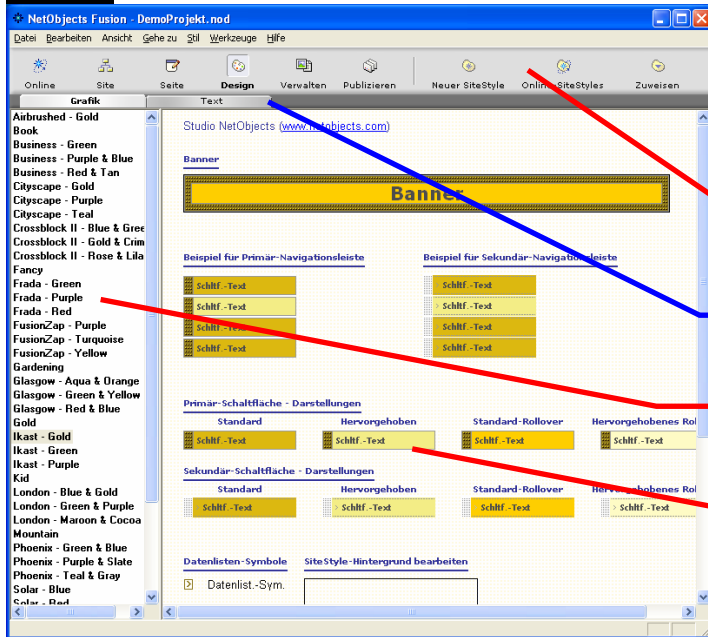 NetObjects Fusion - DemoProjekt.nod
Datei Bearbeiten Ansicht Gehe zu Stil Werkzeuge Hilfe
Online Site Seite Design Verwalten Publizieren Neuer SiteStyle Online-SiteStyles Zuweisen
Grafik Text
Airbrushed - Gold
Book
Business - Green
Business - Purple & Blue
Business - Red & Tan
Cityscape - Gold
Cityscape - Purple
Cityscape - Teal
Crossblock II - Blue & Gree
Crossblock II - Gold & Crim
Crossblock II - Rose & Lila
Fancy
Frada - Green
Frada - Purple
Frada - Red
FusionZap - Purple
FusionZap - Turquoise
FusionZap - Yellow
Gardening
Glasgow - Aqua & Orange
Glasgow - Green & Yellow
Glasgow - Red & Blue
Gold
Ikast - Gold
Ikast - Green
Ikast - Purple
Kid
London - Blue & Gold
London - Green & Purple
London - Maroon & Cocoa
Mountain
Phoenix - Green & Blue
Phoenix - Purple & Slate
Phoenix - Teal & Gray
Solar - Blue
Solar - Red
Studio NetObjects (www.netobjects.com)
Banner
Banner
Beispiel für Primär-Navigationsleiste Beispiel für Sekundär-Navigationsleiste
Schltf.-Text › Schltf.-Text
Schltf.-Text › Schltf.-Text
Schltf.-Text › Schltf.-Text
Schltf.-Text › Schltf.-Text
Primär-Schaltfläche - Darstellungen
Standard Hervorgehoben Standard-Rollover Hervorgehobenes Rol
Schltf.-Text Schltf.-Text Schltf.-Text Schltf.-Text
Sekundär-Schaltfläche - Darstellungen
Standard Hervorgehoben Standard-Rollover Hervorgehobenes Rol
› Schltf.-Text › Schltf.-Text Schltf.-Text › Schltf.-Text
Datenlisten-Symbole SiteStyle-Hintergrund bearbeiten
Datenlist.-Sym.